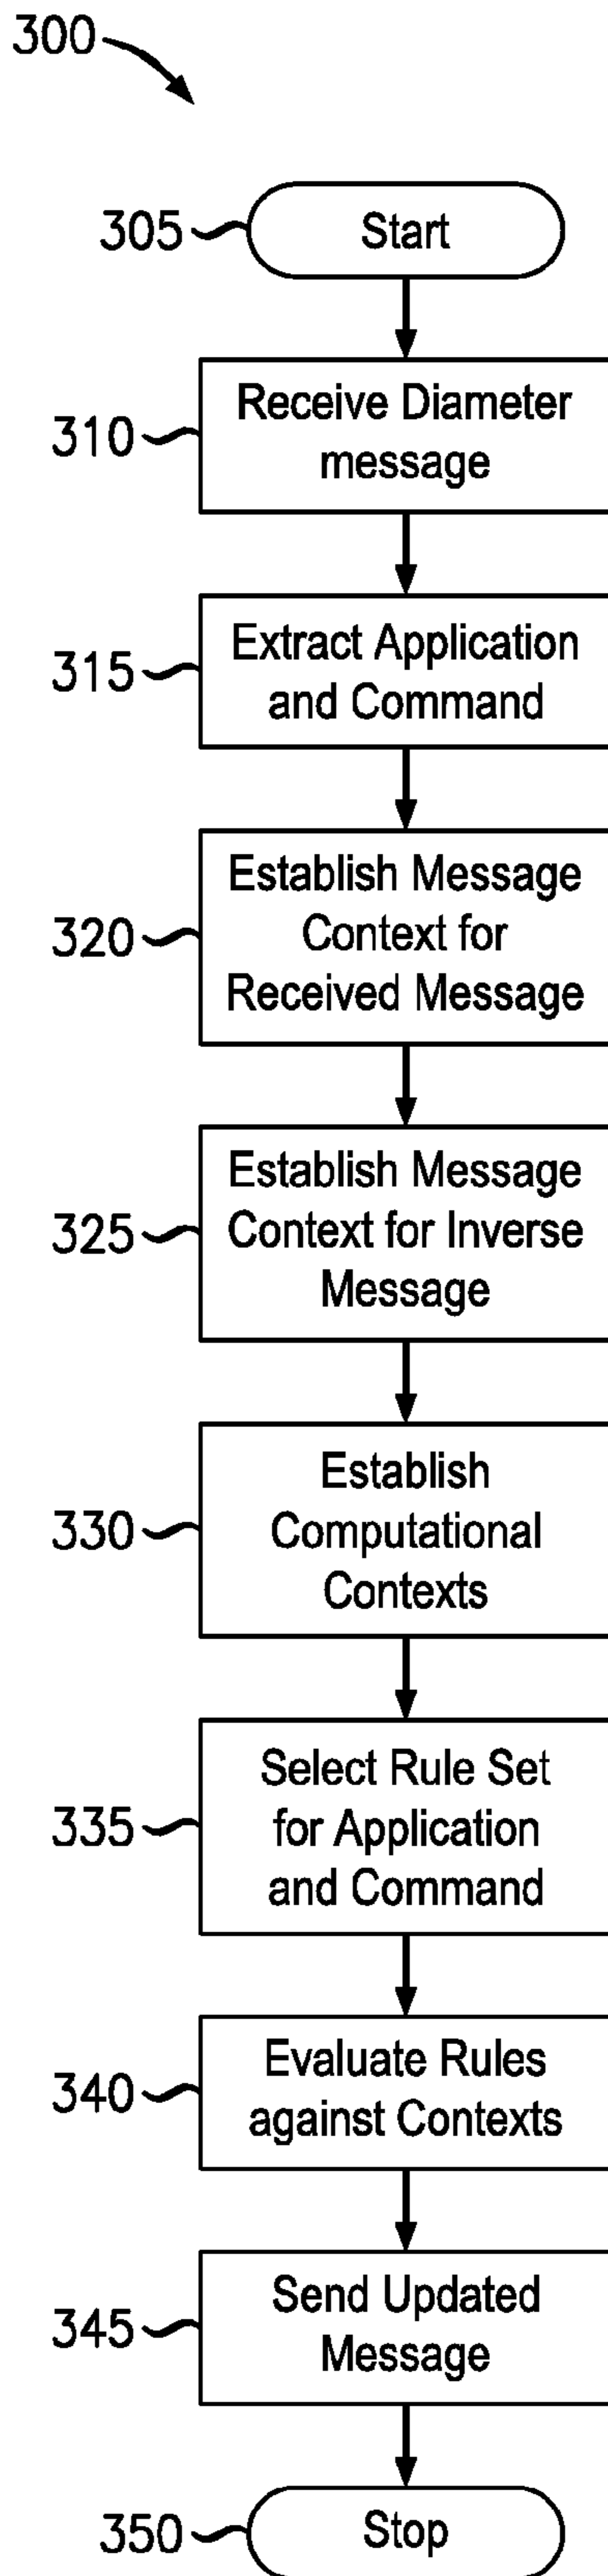 300
305
Start
310
Receive Diameter
message
315
Extract Application
and Command
320
Establish Message
Context for
Received Message
325
Establish Message
Context for Inverse
Message
330
Establish
Computational
Contexts
335
Select Rule Set
for Application
and Command
340
Evaluate Rules
against Contexts
345
Send Updated
Message
350
Stop